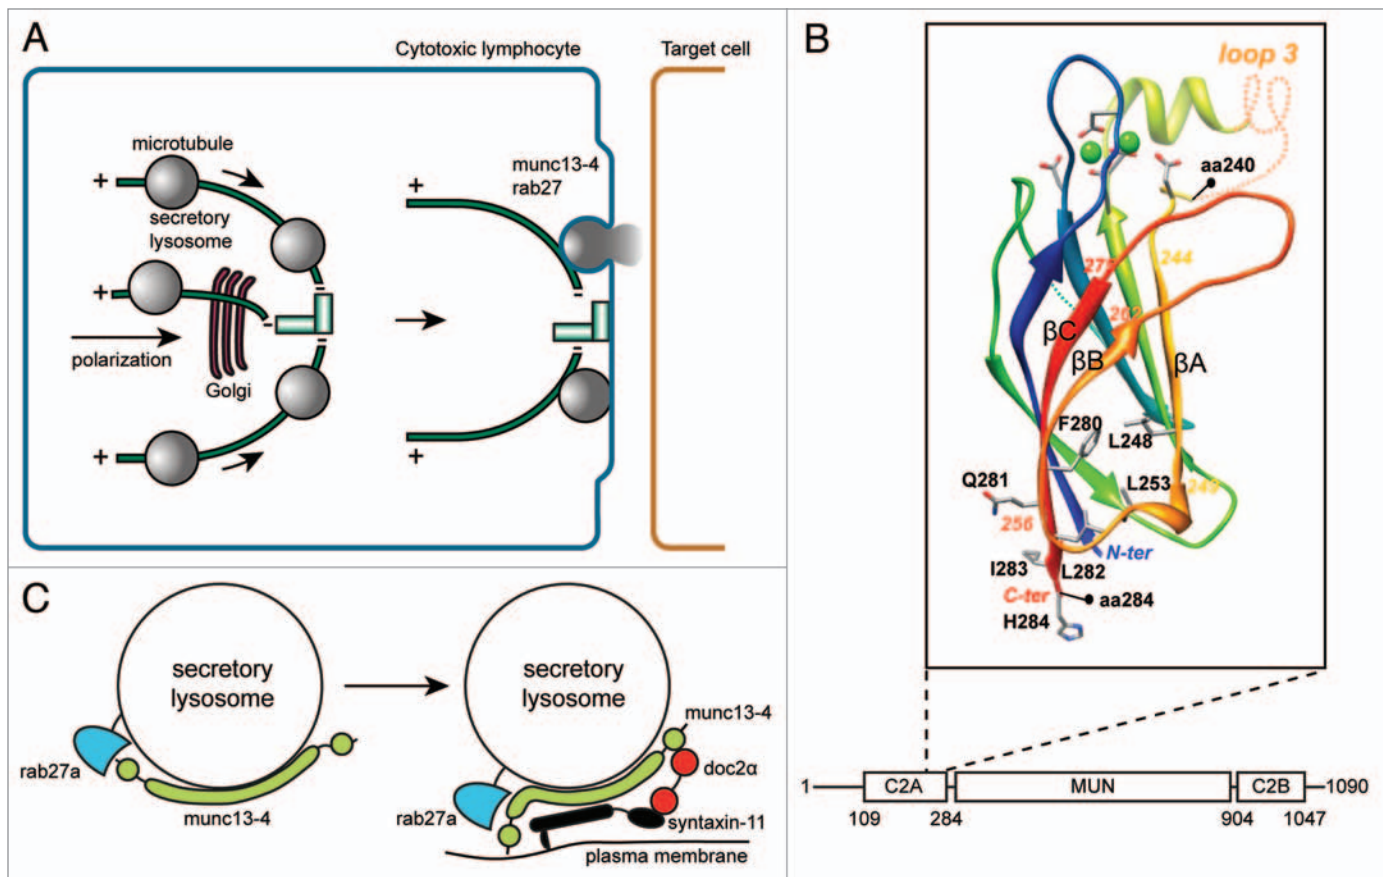 A
Cytotoxic lymphocyte
Target cell
microtubule
+
secretory
lysosome
+
-
-
polarization
Golgi
-
+
+
munc13-4
rab27
-
-
+
B
loop 3
aa240
277
244
262
βC
βB
βA
F280
L248
Q281
L253
249
256
N-ter
I283
L282
C-ter
aa284
H284
1
C2A
MUN
C2B
1090
109
284
904
1047
C
secretory
lysosome
rab27a
munc13-4
secretory
lysosome
munc13-4
doc2α
rab27a
syntaxin-11
plasma membrane